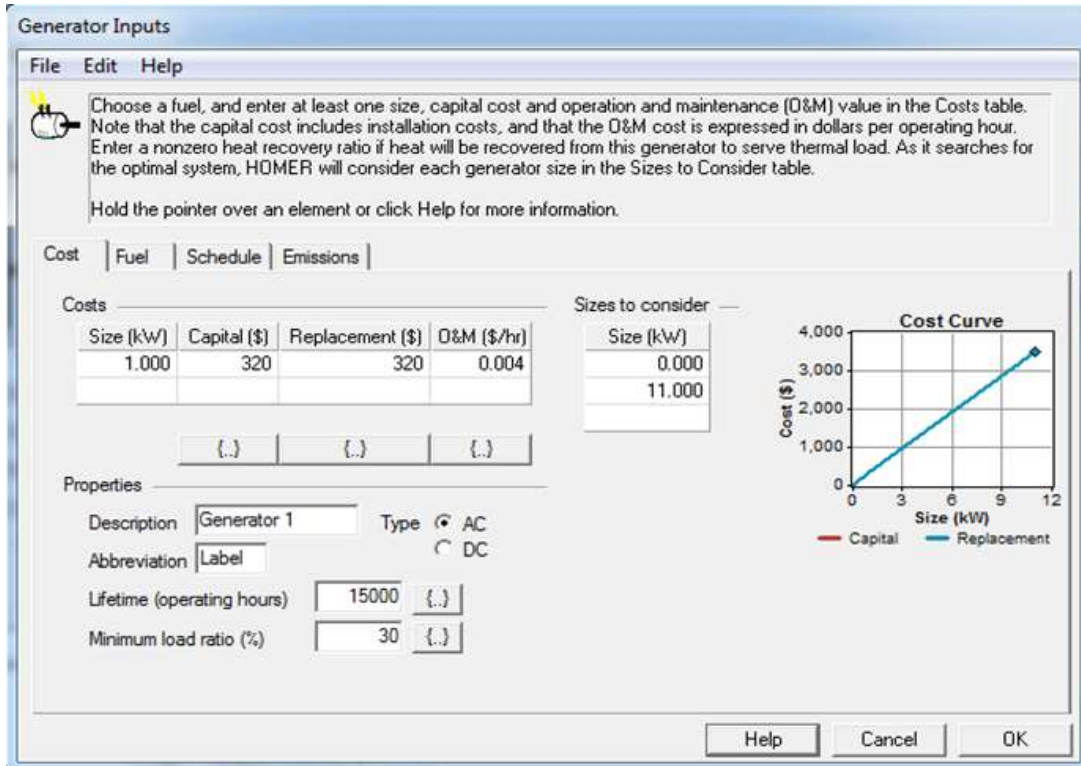 Generator Inputs
File Edit Help
Choose a fuel, and enter at least one size, capital cost and operation and maintenance (O&M) value in the Costs table.
Note that the capital cost includes installation costs, and that the O&M cost is expressed in dollars per operating hour.
Enter a nonzero heat recovery ratio if heat will be recovered from this generator to serve thermal load. As it searches for
the optimal system, HOMER will consider each generator size in the Sizes to Consider table.
Hold the pointer over an element or click Help for more information.
Cost Fuel Schedule Emissions
Costs
Size (kW) Capital ($) Replacement ($) O&M ($/hr)
1.000 320 320 0.004
{..} {..} {..}
Sizes to consider
Size (kW)
0.000
11.000
Cost Curve
4,000
3,000
2,000
1,000
0
Cost ($)
0 3 6 9 12
Size (kW)
Capital Replacement
Properties
Description Generator 1 Type AC
DC
Abbreviation Label
Lifetime (operating hours) 15000 {..}
Minimum load ratio (%) 30 {..}
Help Cancel OK